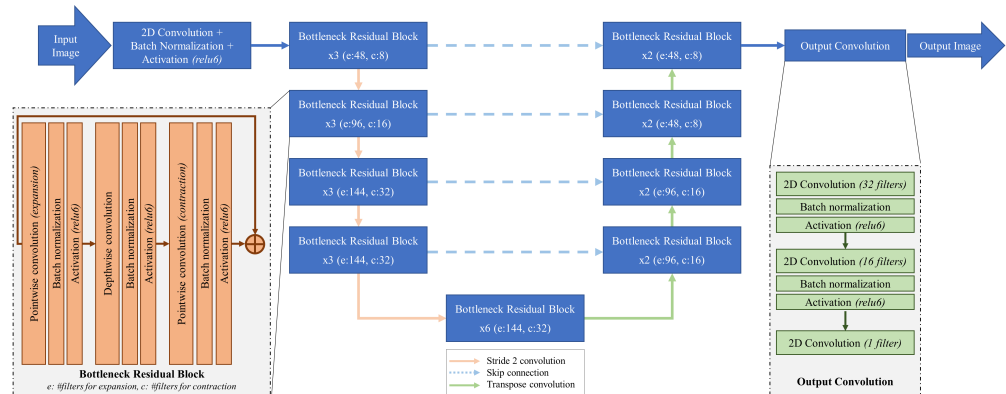 Input
Image
2D Convolution +
Batch Normalization +
Activation (relu6)
Bottleneck Residual Block
x3 (e:48, c:8)
Bottleneck Residual Block
x2 (e:48, c:8)
Output Convolution
Output Image
Bottleneck Residual Block
x3 (e:96, c:16)
Bottleneck Residual Block
x2 (e:48, c:8)
Bottleneck Residual Block
x3 (e:144, c:32)
Bottleneck Residual Block
x2 (e:96, c:16)
Bottleneck Residual Block
x3 (e:144, c:32)
Bottleneck Residual Block
x2 (e:96, c:16)
Bottleneck Residual Block
x6 (e:144, c:32)
Pointwise convolution (expansion)
Batch normalization
Activation (relu6)
Depthwise convolution
Batch normalization
Activation (relu6)
Pointwise convolution (contraction)
Batch normalization
Activation (relu6)
Bottleneck Residual Block
e: #filters for expansion, c: #filters for contraction
Stride 2 convolution
Skip connection
Transpose convolution
2D Convolution (32 filters)
Batch normalization
Activation (relu6)
2D Convolution (16 filters)
Batch normalization
Activation (relu6)
2D Convolution (1 filter)
Output Convolution